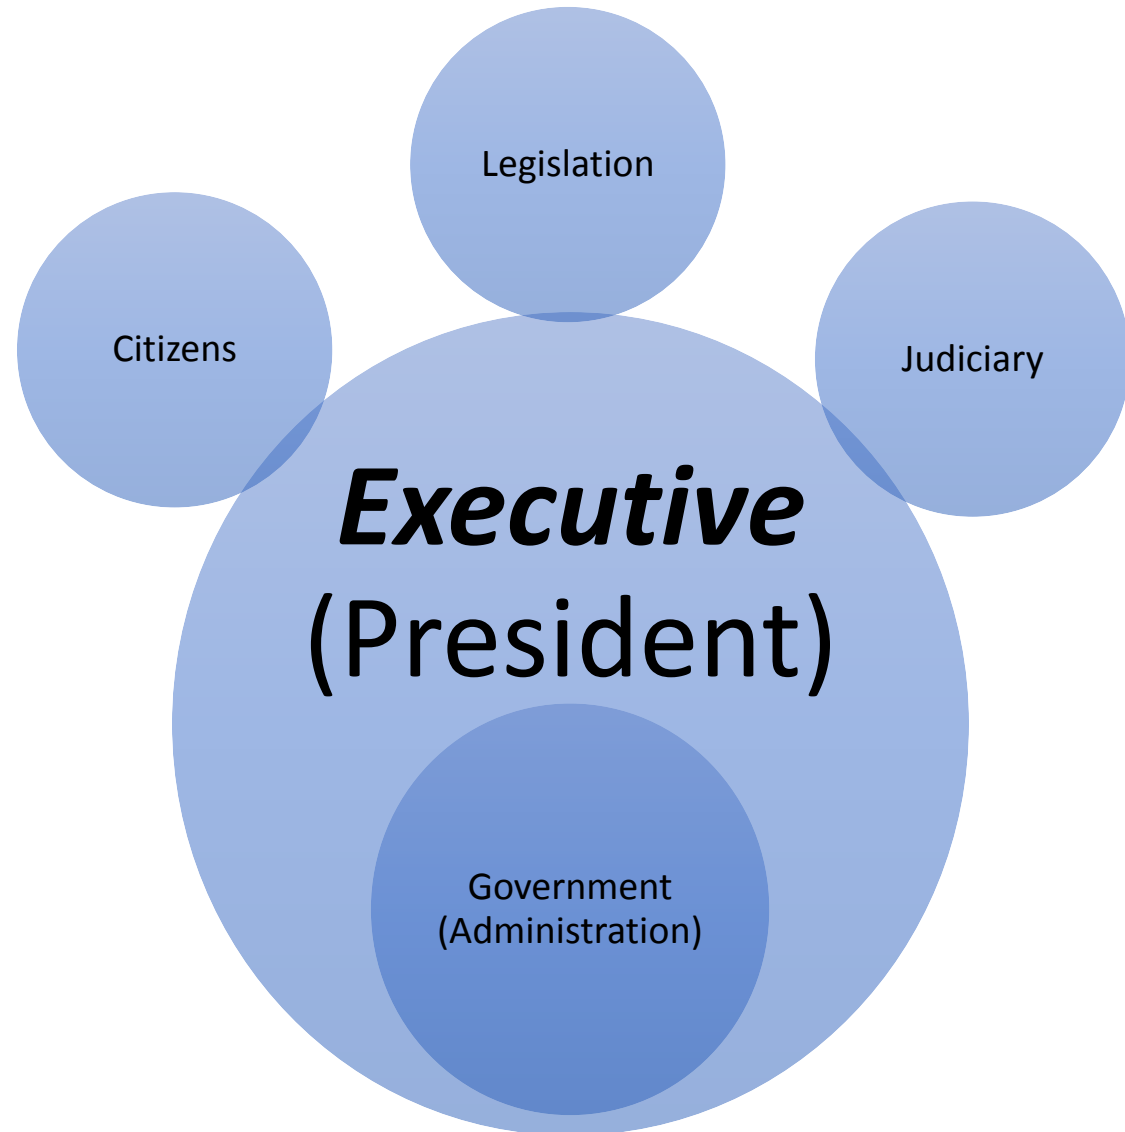 Legislation
Citizens
Judiciary
Executive
(President)
Government
(Administration)